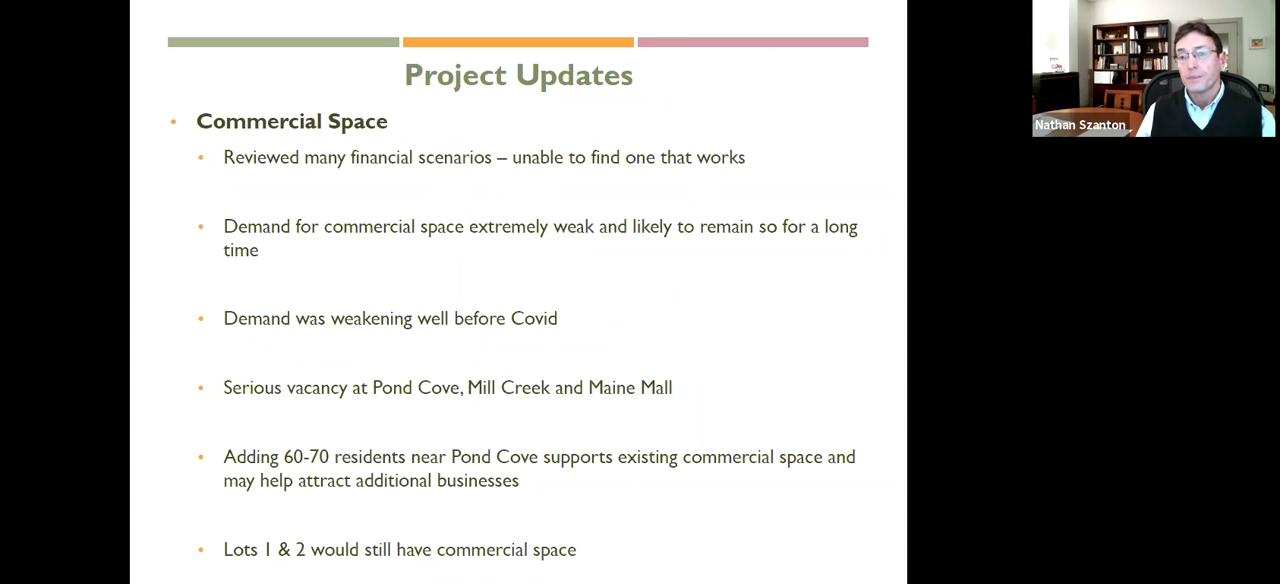 Project Updates
• Commercial Space
• Reviewed many financial scenarios – unable to find one that works
• Demand for commercial space extremely weak and likely to remain so for a long
time
• Demand was weakening well before Covid
• Serious vacancy at Pond Cove, Mill Creek and Maine Mall
• Adding 60-70 residents near Pond Cove supports existing commercial space and
may help attract additional businesses
• Lots 1 & 2 would still have commercial space
Nathan Szanton